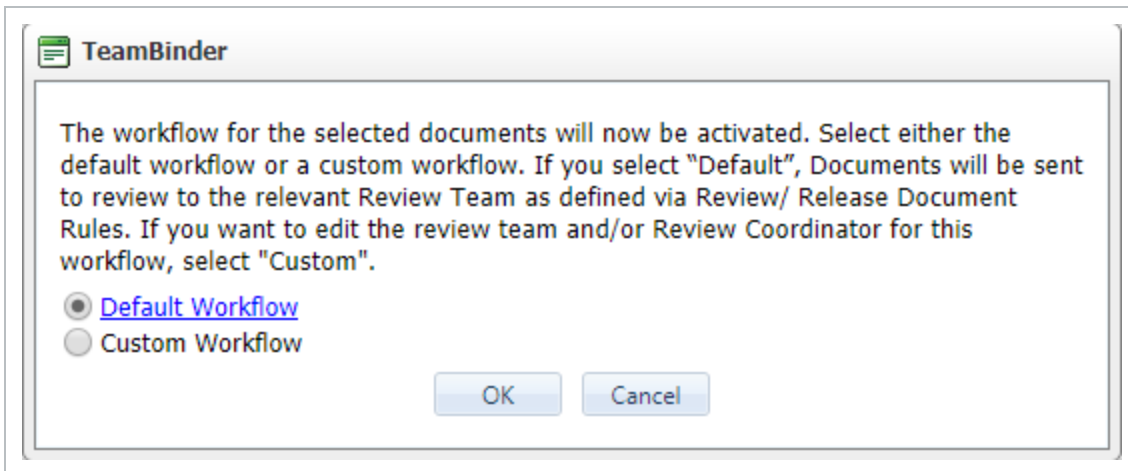 TeamBinder
The workflow for the selected documents will now be activated. Select either the
default workflow or a custom workflow. If you select “Default”, Documents will be sent
to review to the relevant Review Team as defined via Review/ Release Document
Rules. If you want to edit the review team and/or Review Coordinator for this
workflow, select "Custom".
Default Workflow
Custom Workflow
OK
Cancel